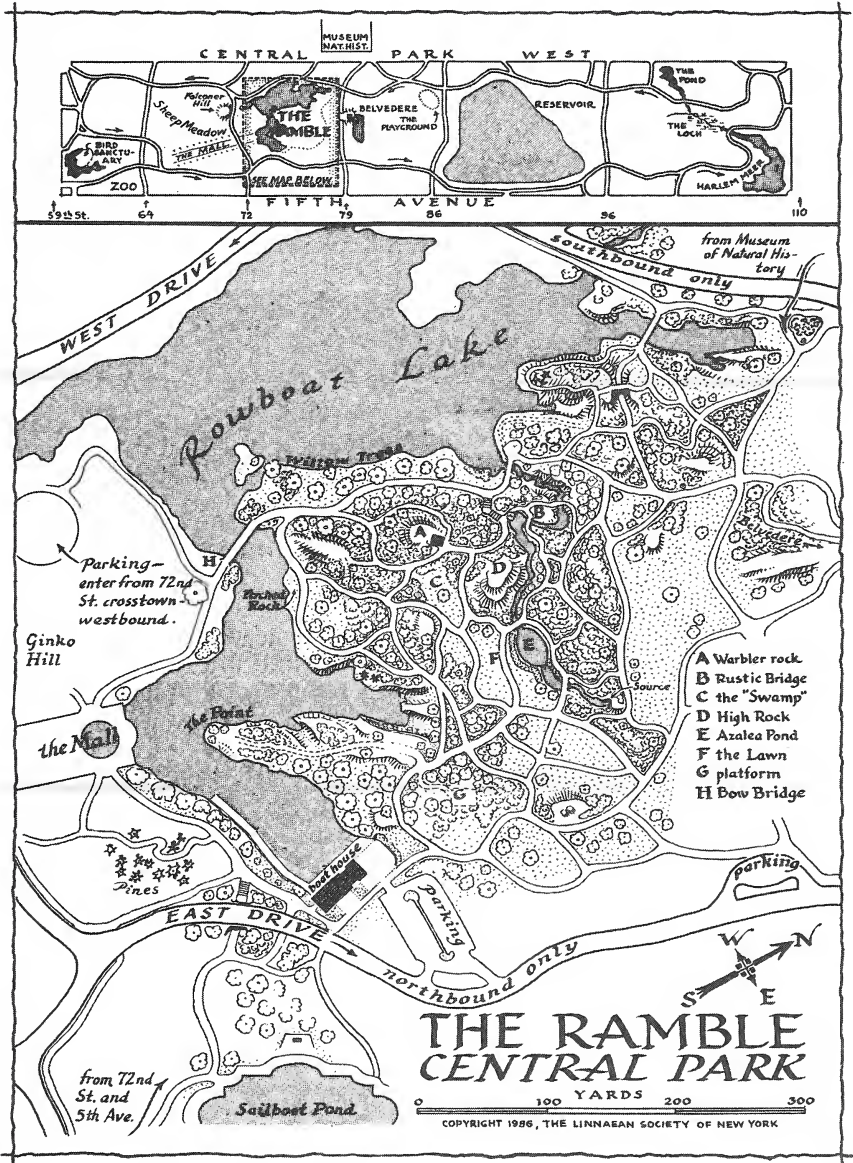 MUSEUM
NAT. HIST.
CENTRAL PARK WEST
THE
POND
Falconer
Hill
Sheep Meadow
THE
RAMBLE
BELVEDERE
THE
PLAYGROUND
RESERVOIR
THE
LOCH
BIRD
SANCTU-
ARY
THE MALL
ZOO
SEE MAP BELOW
HARLEM MEER
FIFTH AVENUE
59th St.
64
72
79
86
96
110
WEST DRIVE
southbound only
from Museum
of Natural His-
tory
Rowboat Lake
Willow Trees
A
B
C
D
E
F
G
H
Belvedere
Parking—
enter from 72nd
St. crosstown-
westbound.
Ginko
Hill
Source
The Point
the Mall
A Warbler rock
B Rustic Bridge
C the "Swamp"
D High Rock
E Azalea Pond
F the Lawn
G platform
H Bow Bridge
Pines
boat house
parking
parking
EAST DRIVE
northbound only
W
N
S
E
THE RAMBLE
CENTRAL PARK
YARDS
0 100 200 300
COPYRIGHT 1986, THE LINNAEAN SOCIETY OF NEW YORK
from 72nd
St. and
5th Ave.
Sailboat Pond